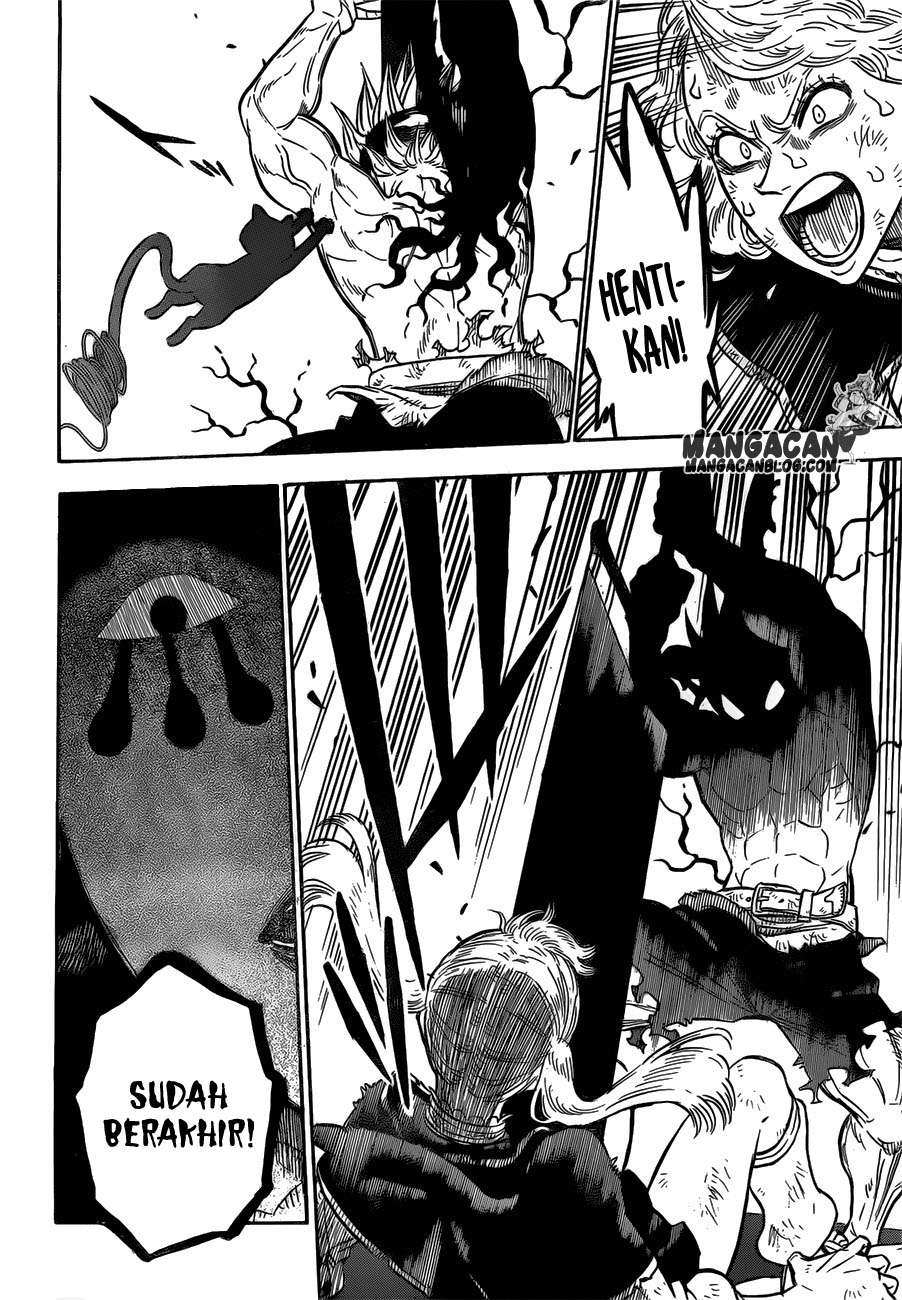 HENTI-
KAN!
MANGACAN
MANGACANBLOG.COM
SUDAH
BERAKHIR!